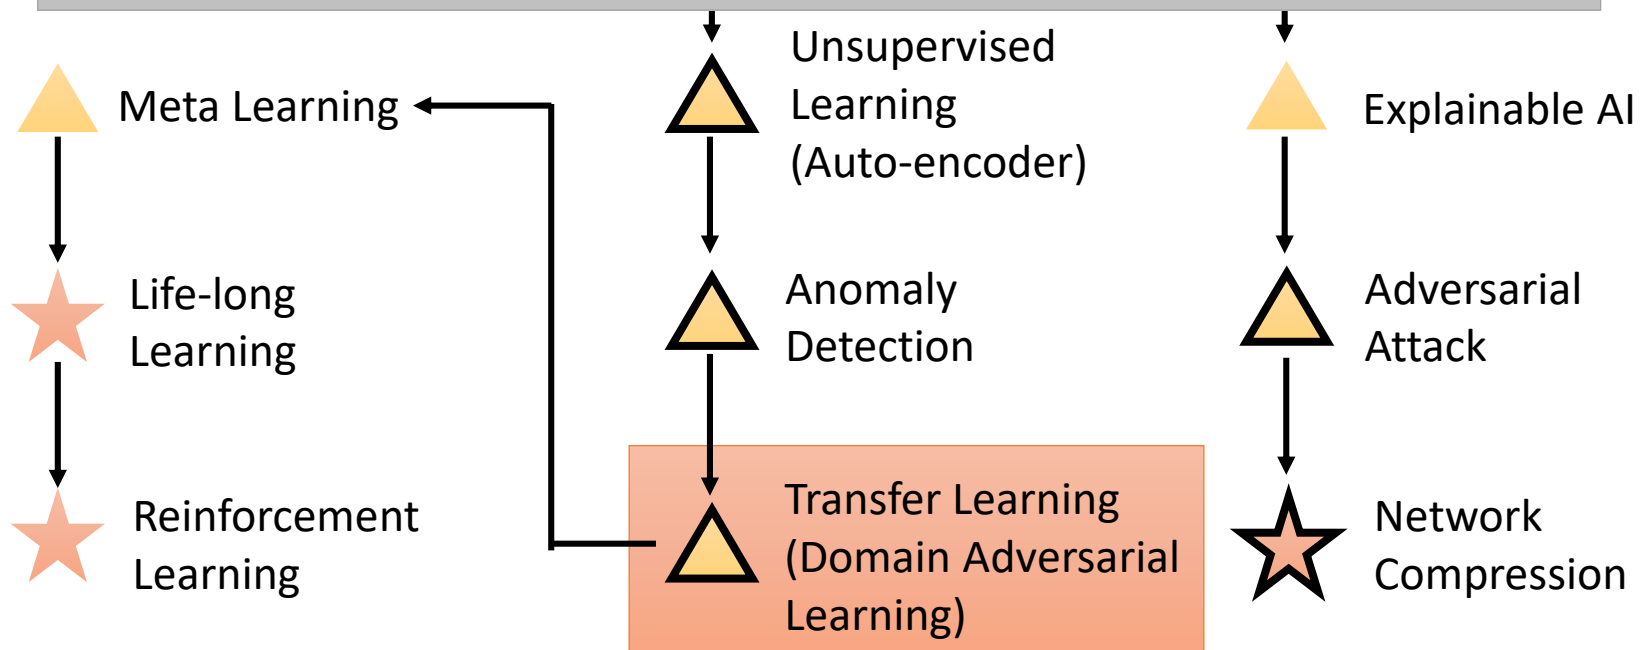 Meta Learning
Life-long
Learning
Reinforcement
Learning
Unsupervised
Learning
(Auto-encoder)
Anomaly
Detection
Transfer Learning
(Domain Adversarial
Learning)
Explainable AI
Adversarial
Attack
Network
Compression